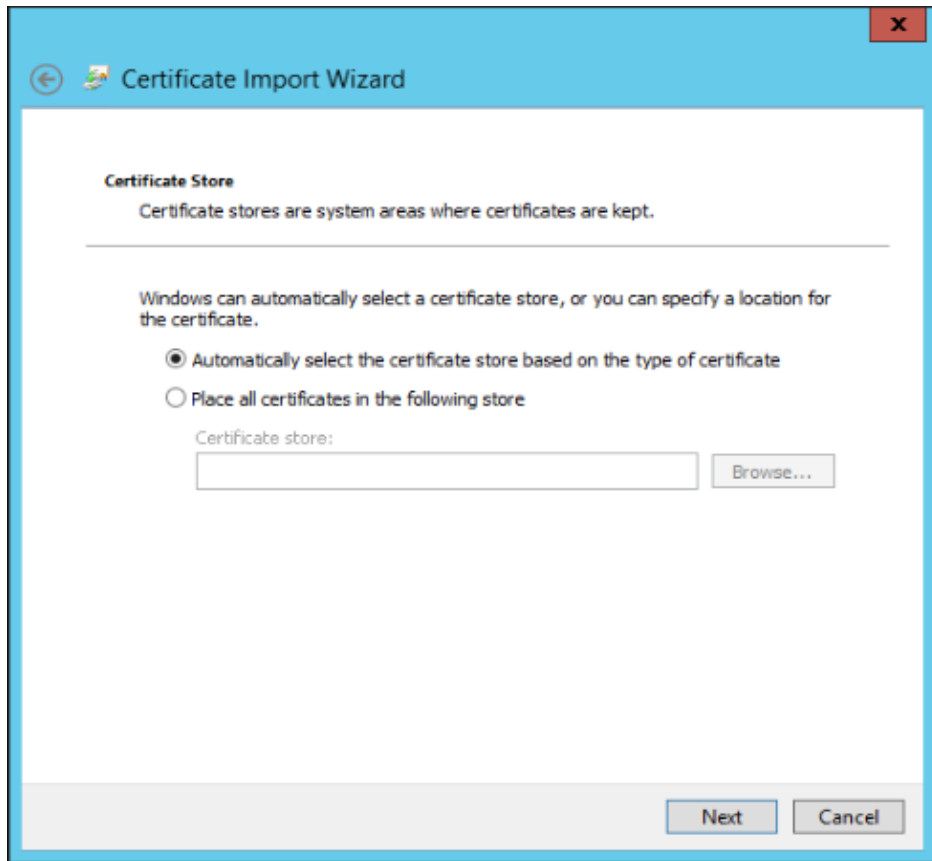 x
Certificate Import Wizard
Certificate Store
Certificate stores are system areas where certificates are kept.
Windows can automatically select a certificate store, or you can specify a location for
the certificate.
Automatically select the certificate store based on the type of certificate
Place all certificates in the following store
Certificate store:
Browse...
Next Cancel